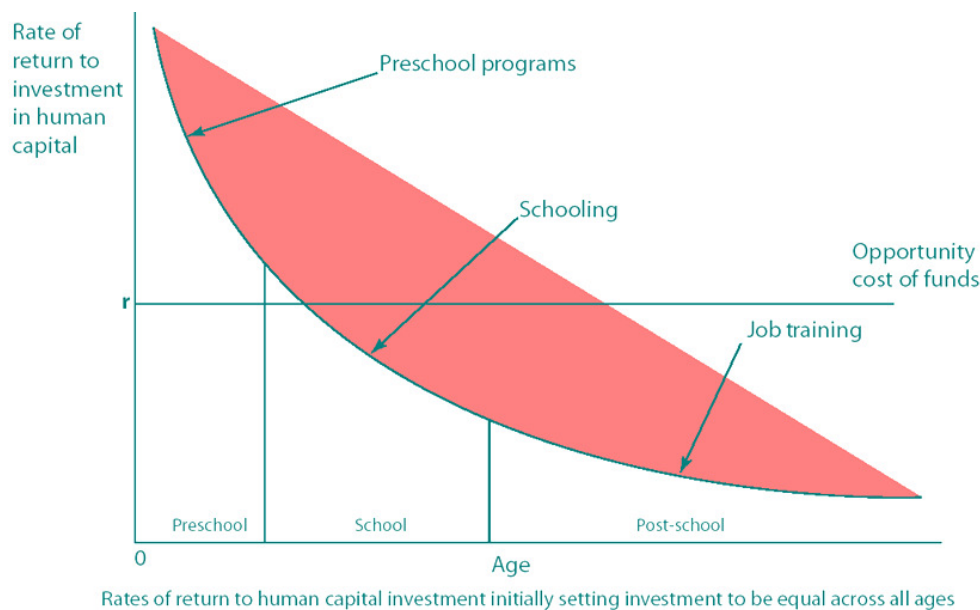 Rate of
return to
investment
in human
capital
Preschool programs
Schooling
Opportunity
cost of funds
r
Job training
Preschool
School
Post-school
0
Age
Rates of return to human capital investment initially setting investment to be equal across all ages